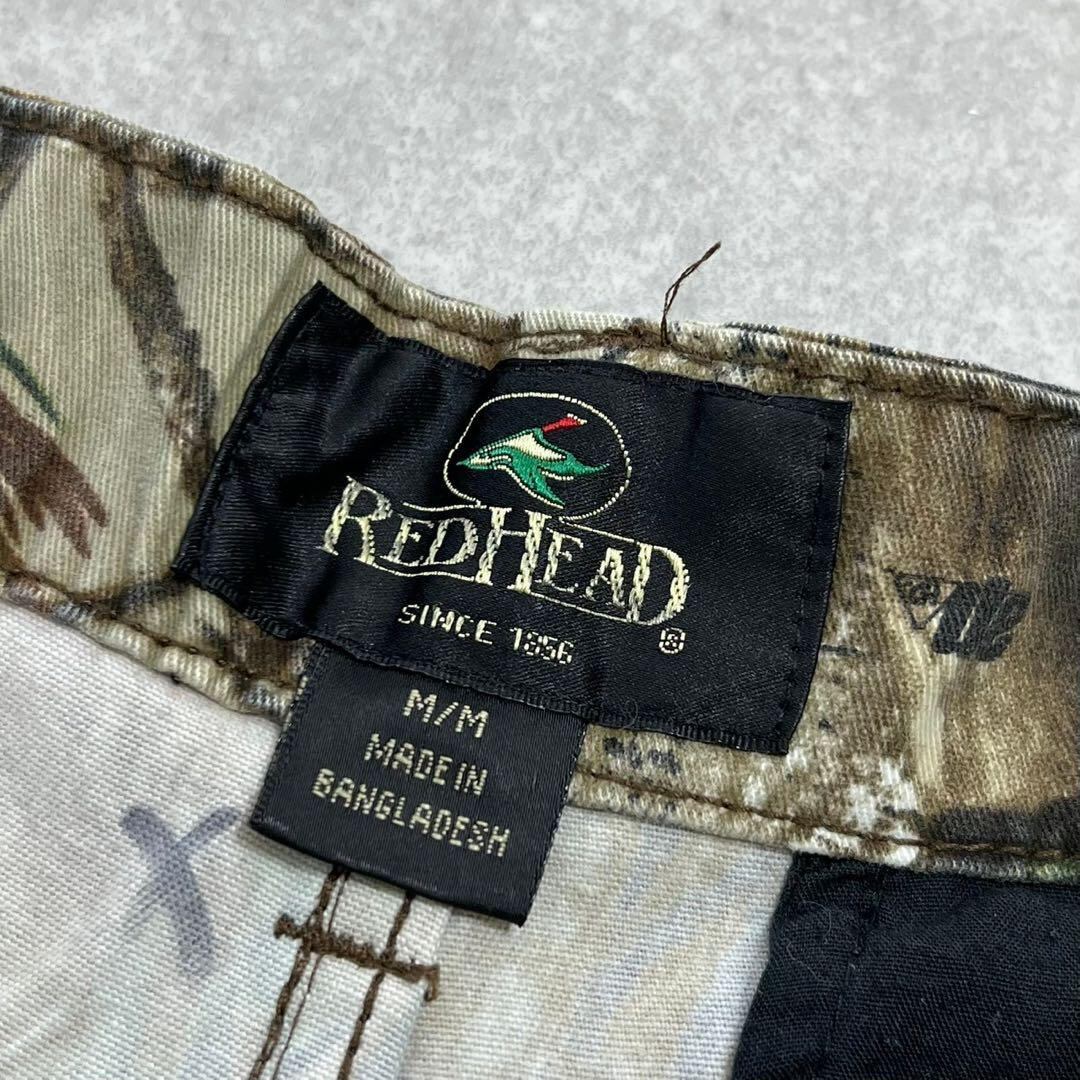 REDHEAD
SINCE 1856
®
M/M
MADE IN
BANGLADESH
X